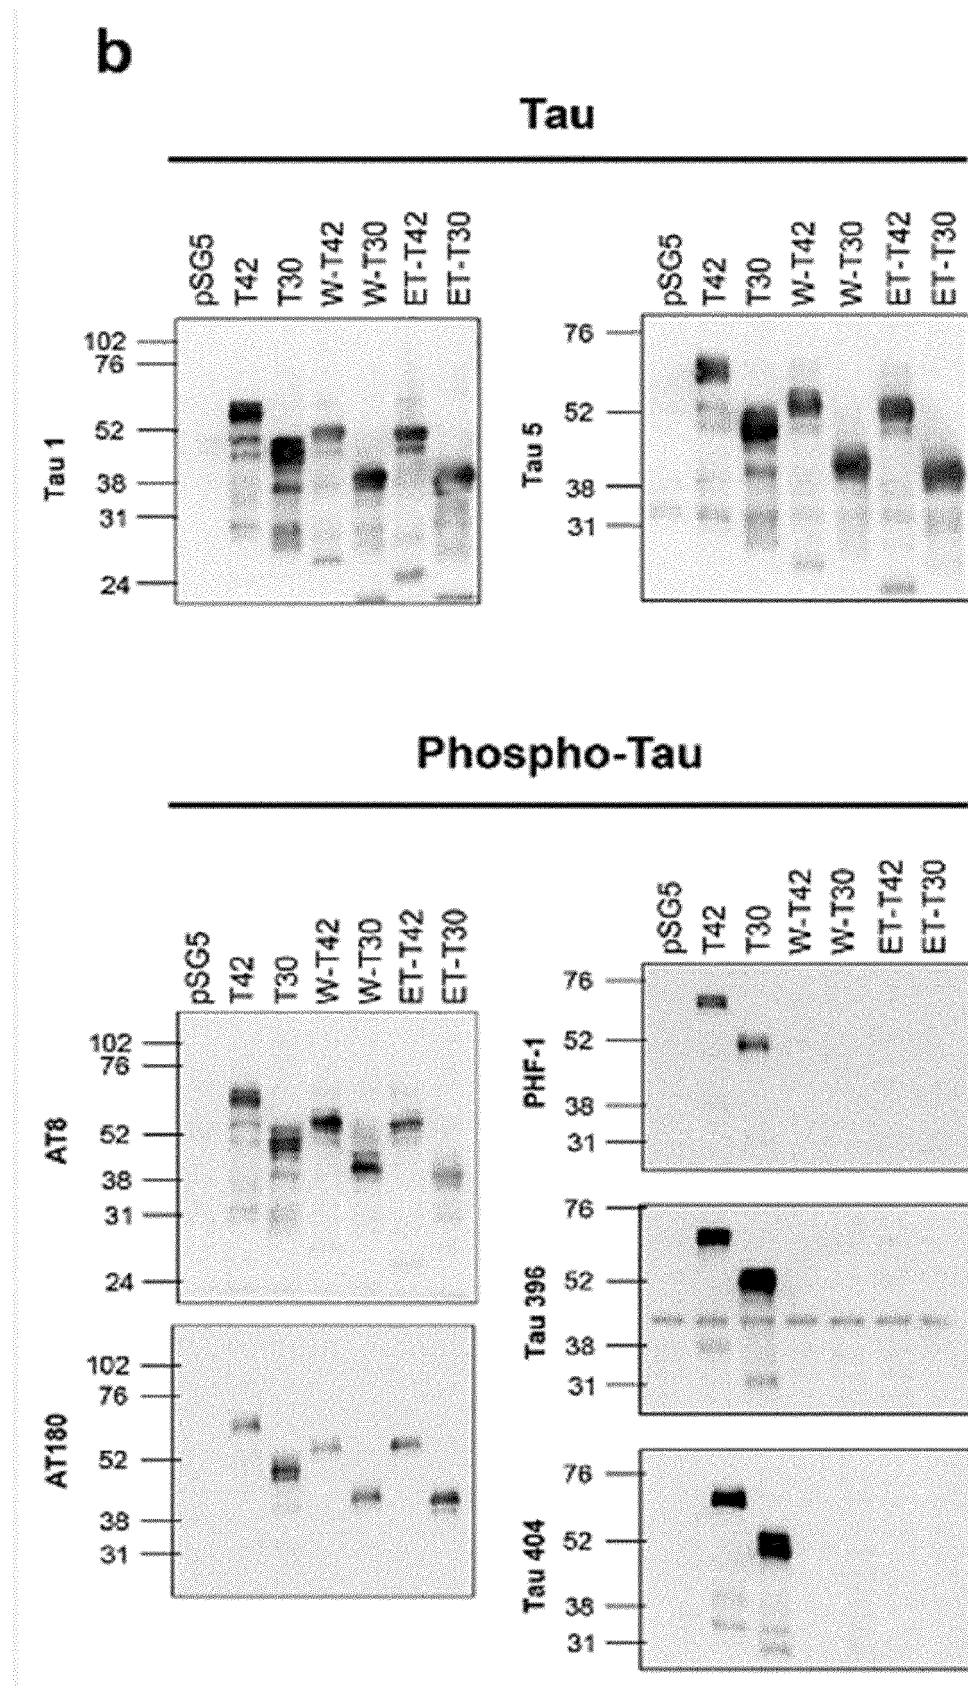 b
Tau
pSG5 T42 T30 W-T42 W-T30 ET-T42 ET-T30
Tau 1
102
76
52
38
31
24
pSG5 T42 T30 W-T42 W-T30 ET-T42 ET-T30
Tau 5
76
52
38
31
Phospho-Tau
pSG5 T42 T30 W-T42 W-T30 ET-T42 ET-T30
AT8
102
76
52
38
31
24
AT180
102
76
52
38
31
pSG5 T42 T30 W-T42 W-T30 ET-T42 ET-T30
PHF-1
76
52
38
31
Tau 396
76
52
38
31
Tau 404
76
52
38
31